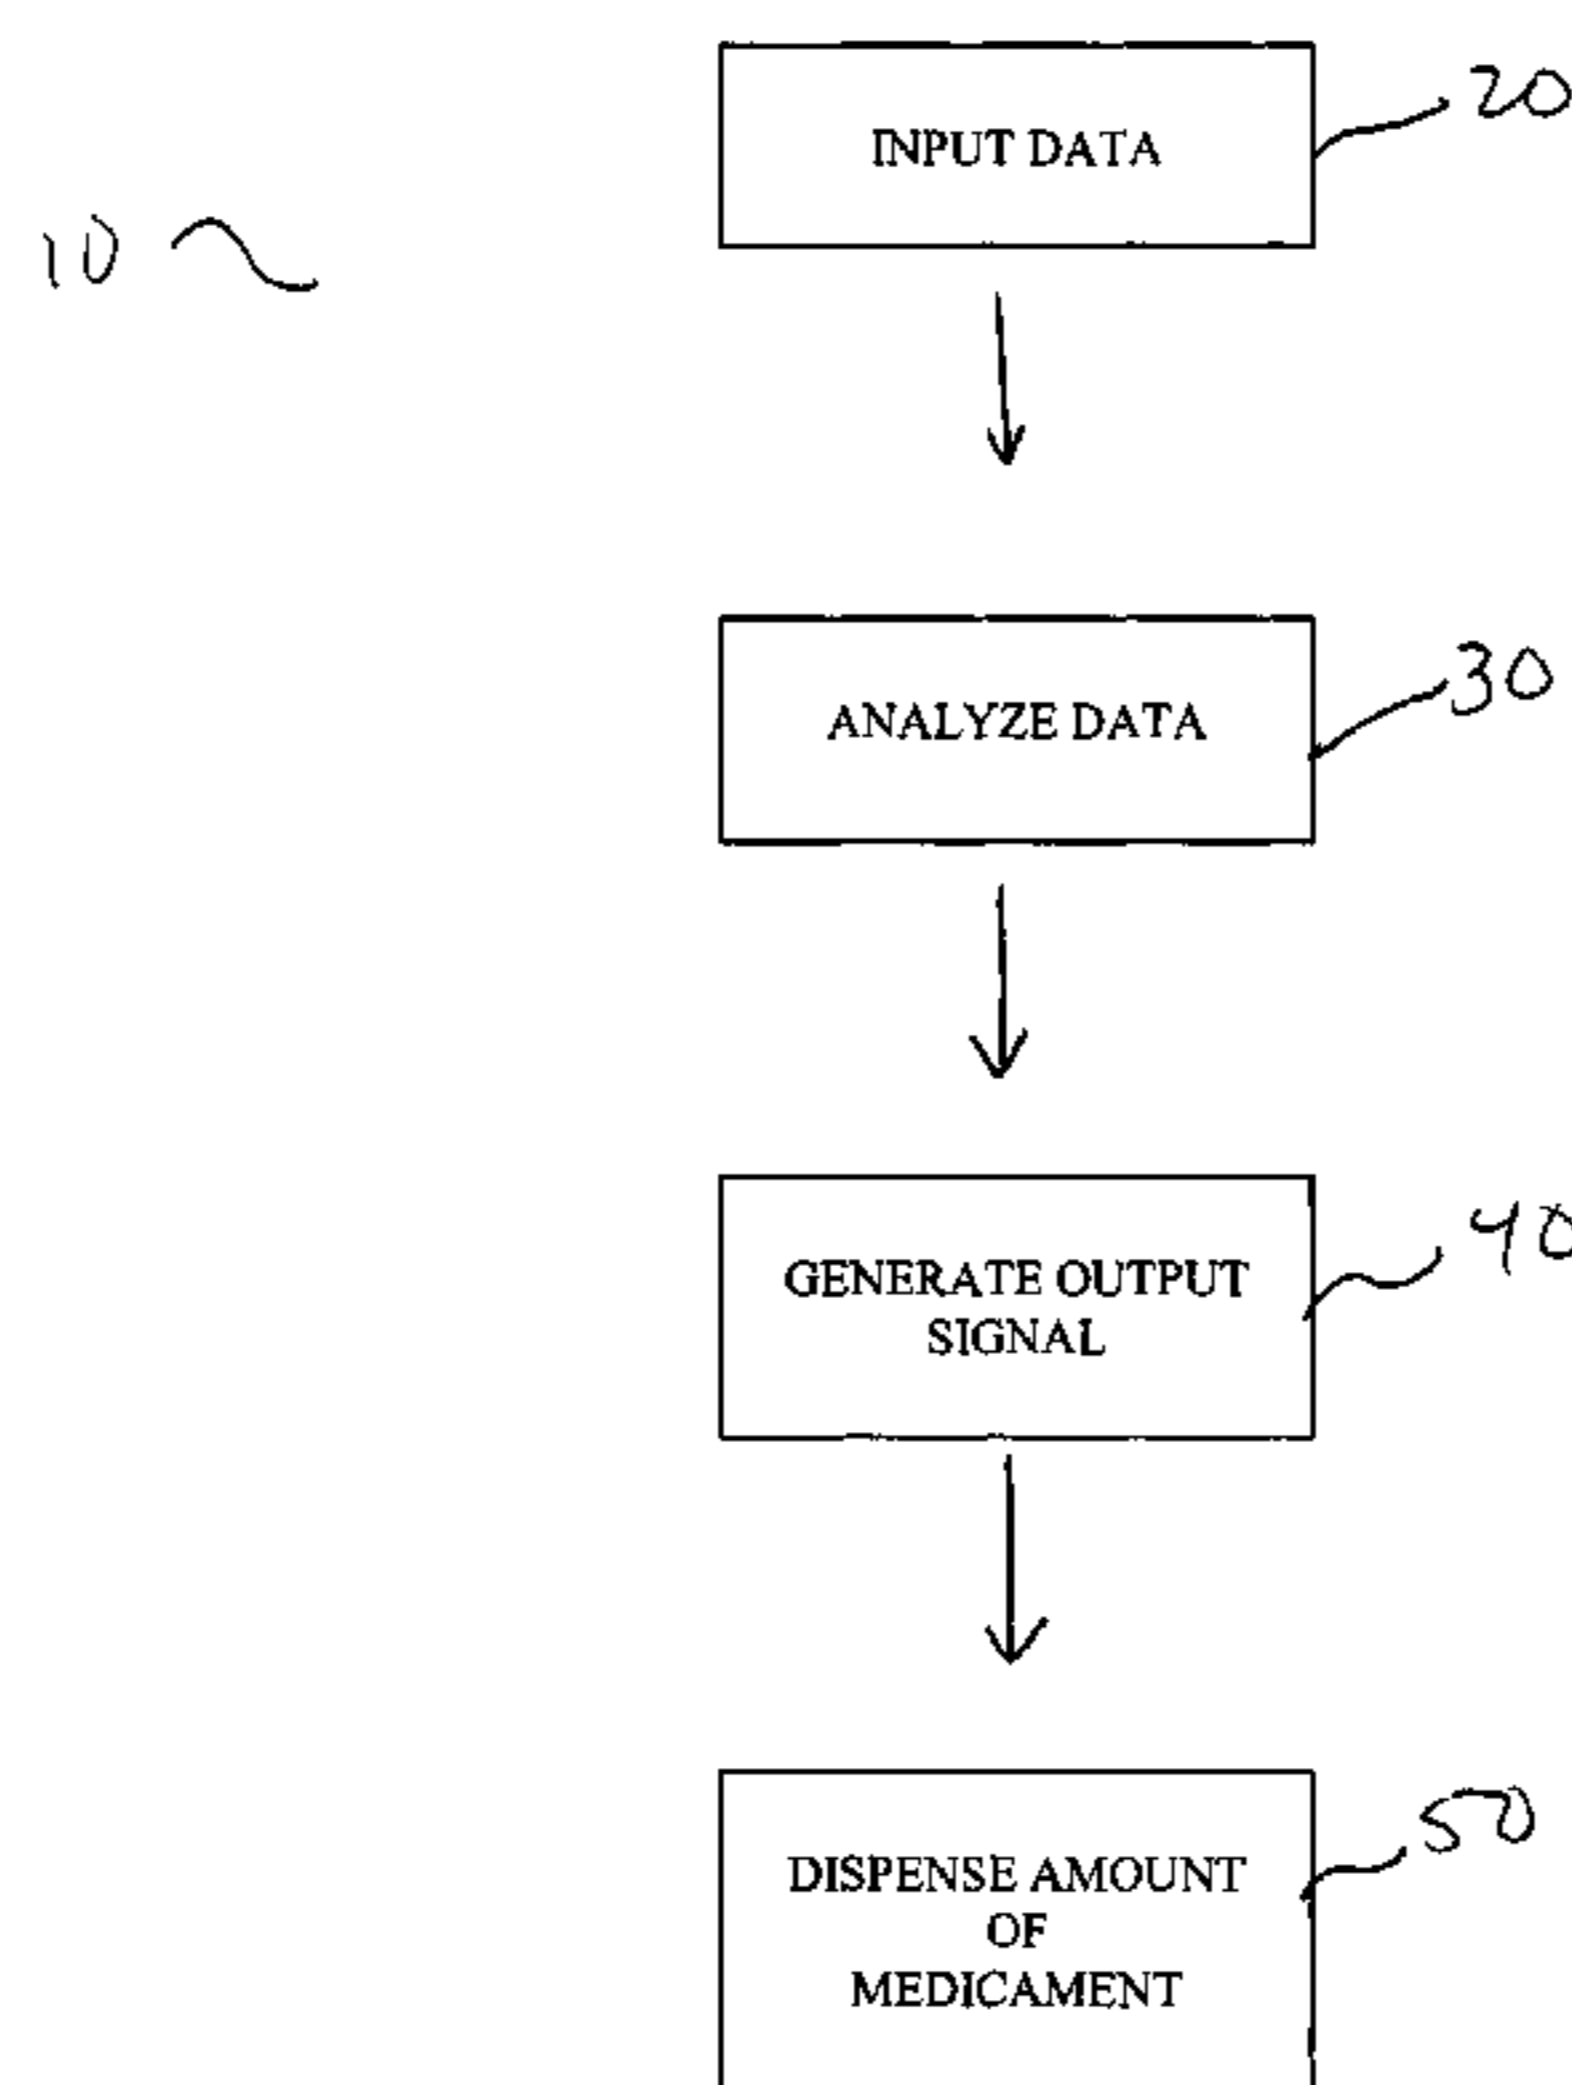 20
INPUT DATA
10
30
ANALYZE DATA
40
GENERATE OUTPUT
SIGNAL
50
DISPENSE AMOUNT
OF
MEDICAMENT